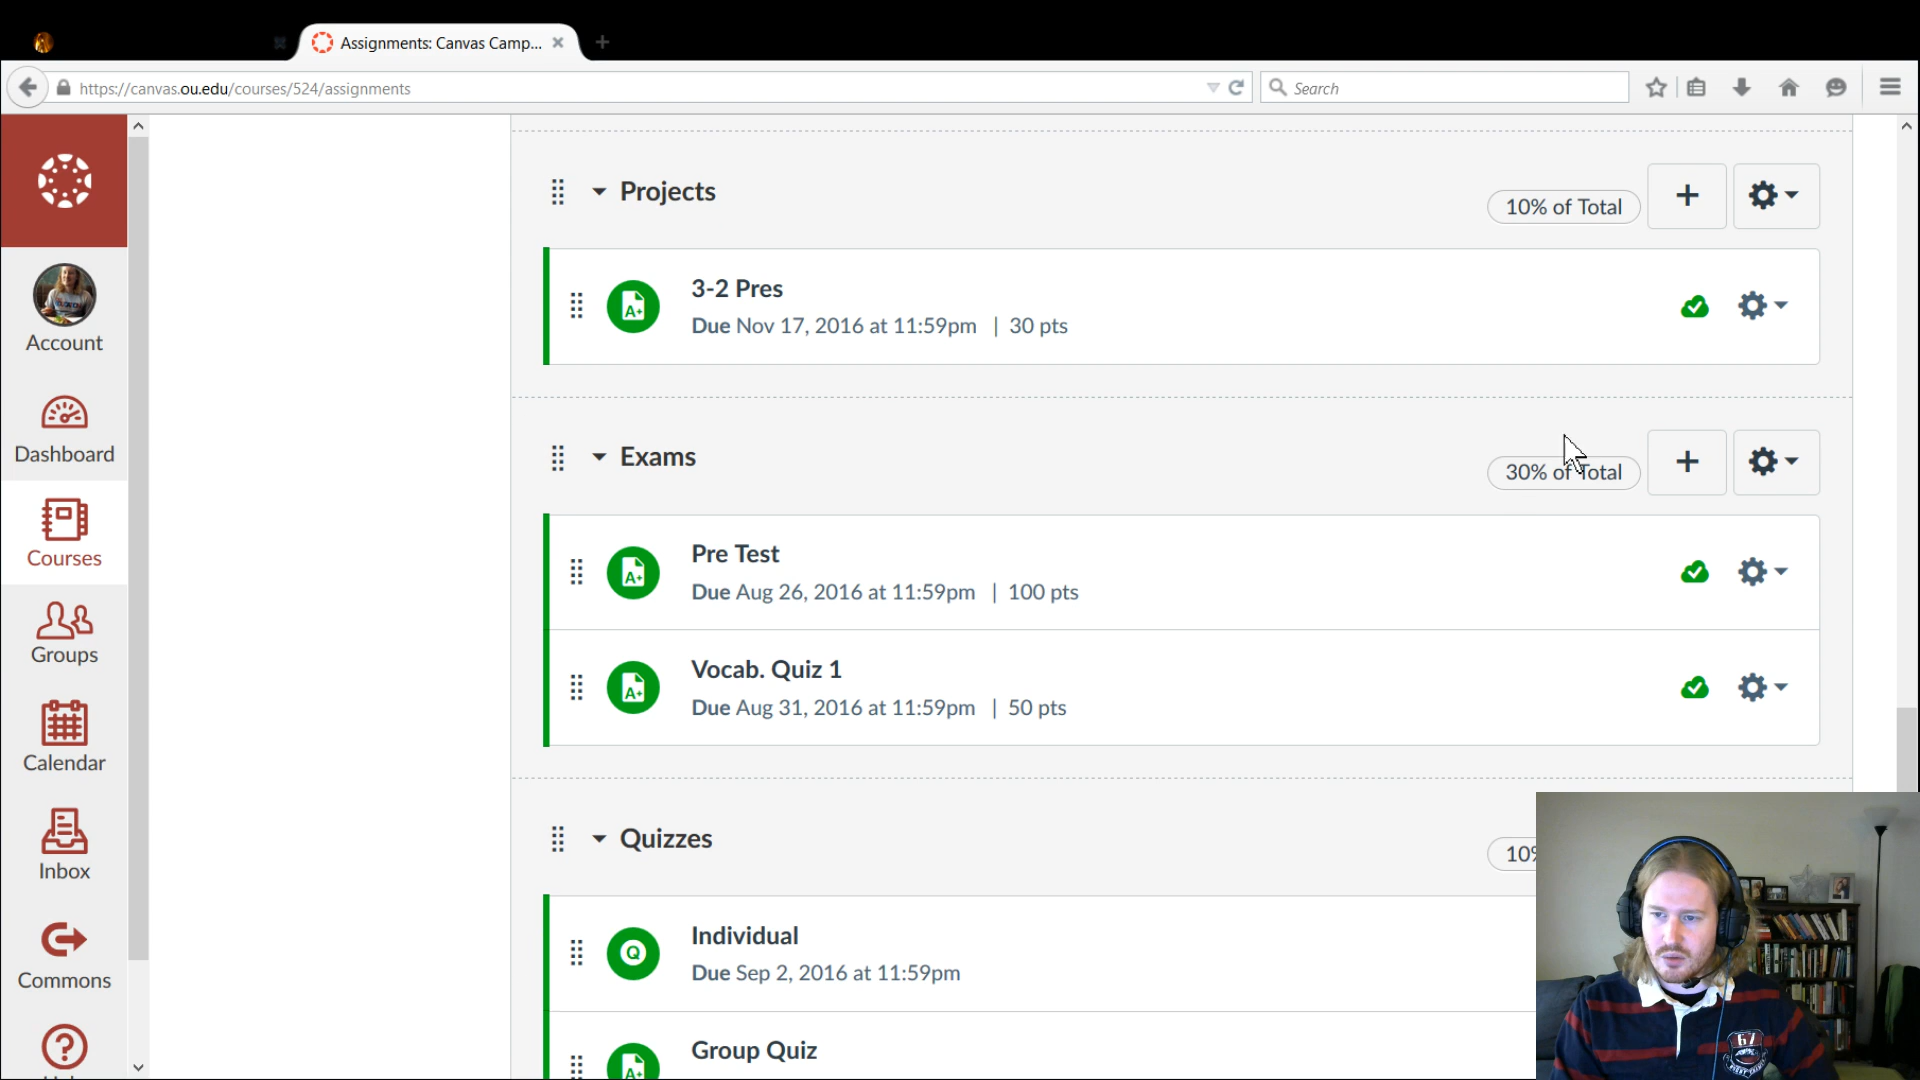 Assignments: Canvas Camp...
https://canvas.ou.edu/courses/524/assignments
Search
Account
Dashboard
Courses
Groups
Calendar
Inbox
Commons
Projects
10% of Total
3-2 Pres
Due Nov 17, 2016 at 11:59pm | 30 pts
Exams
30% of Total
Pre Test
Due Aug 26, 2016 at 11:59pm | 100 pts
Vocab. Quiz 1
Due Aug 31, 2016 at 11:59pm | 50 pts
Quizzes
10%
Individual
Due Sep 2, 2016 at 11:59pm
Group Quiz
67